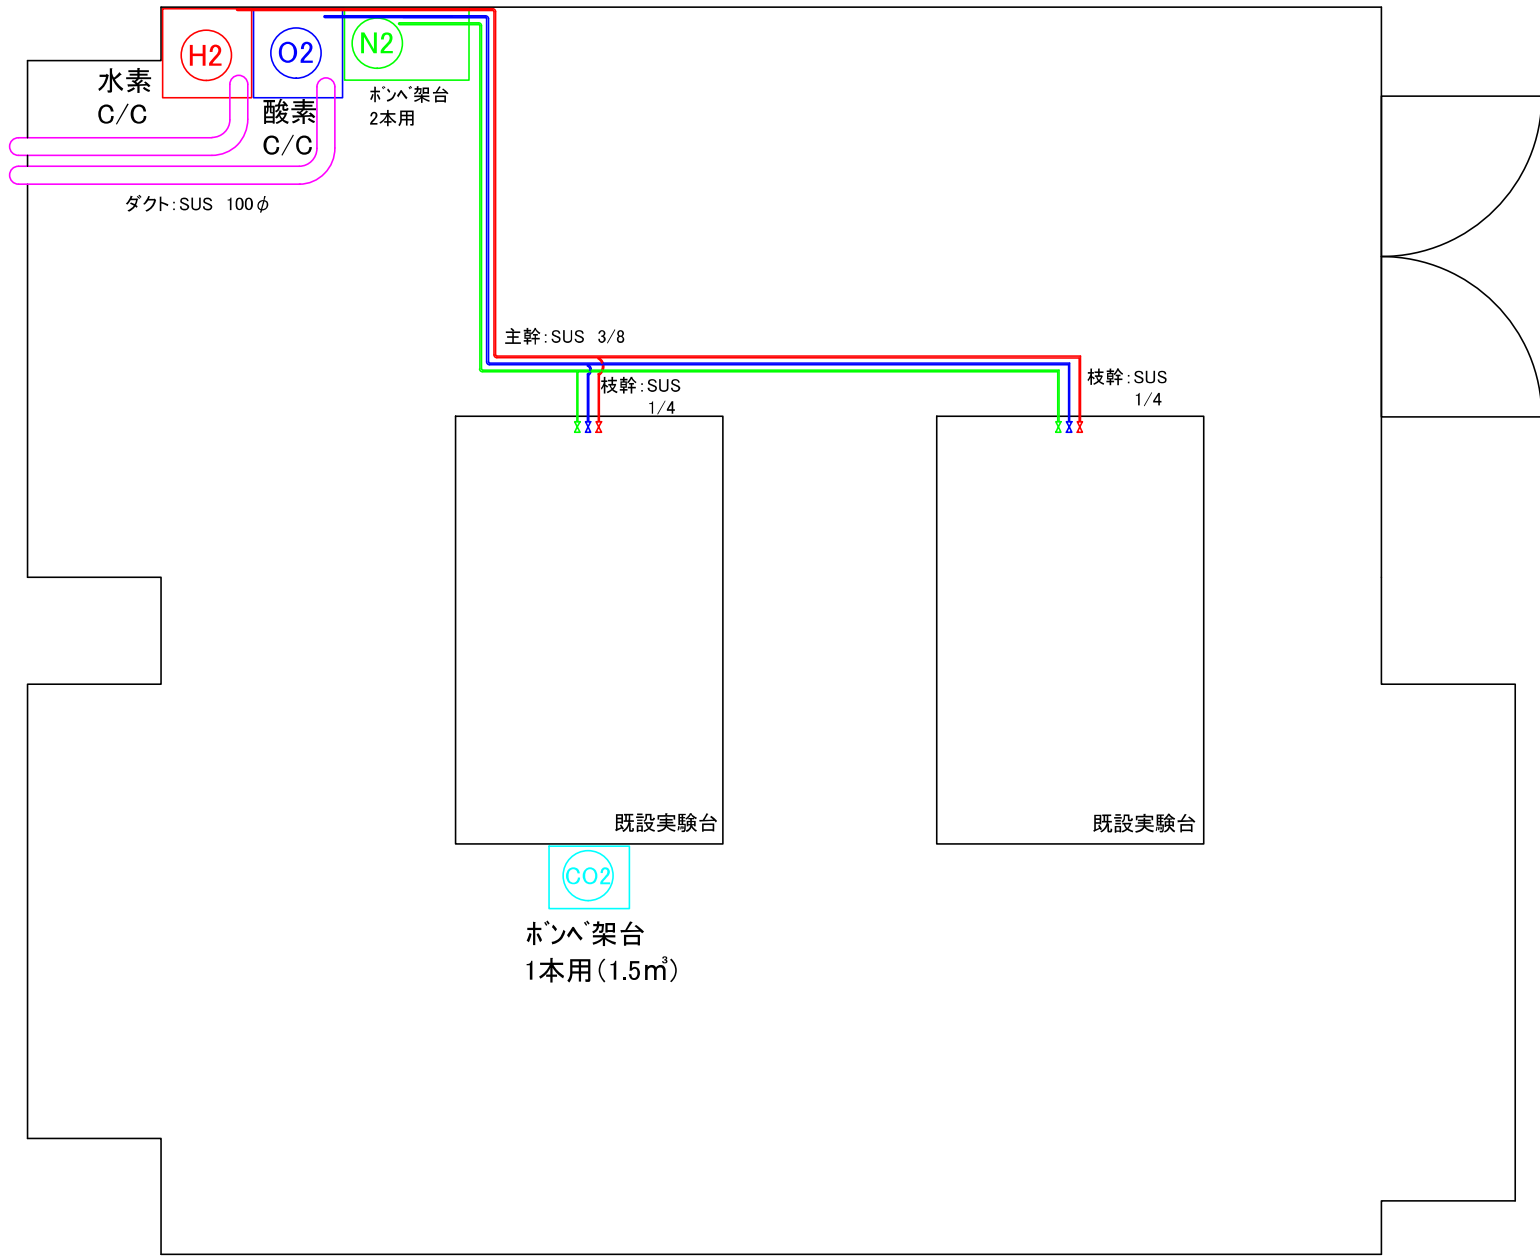 H2
O2
N2
水素
C/C
酸素
C/C
ボンベ架台
2本用
ダクト:SUS 100φ
主幹:SUS 3/8
枝幹:SUS
1/4
枝幹:SUS
1/4
既設実験台
既設実験台
CO2
ボンベ架台
1本用(1.5㎥)